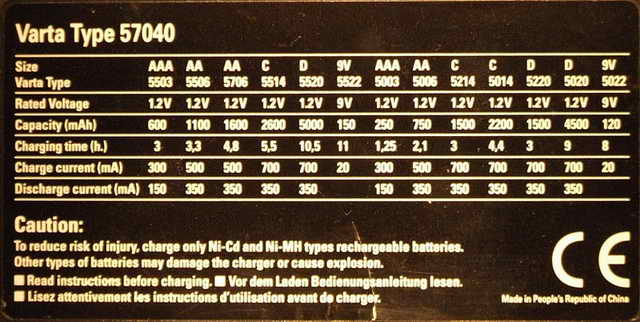 Varta Type 57040
Size AAA AA AA C D 9V AAA AA C C D D 9V
Varta Type 5503 5506 5706 5514 5520 5522 5003 5006 5214 5014 5220 5020 5022
Rated Voltage 1.2V 1.2V 1.2V 1.2V 1.2V 9V 1.2V 1.2V 1.2V 1.2V 1.2V 1.2V 9V
Capacity (mAh) 600 1100 1600 2600 5000 150 250 750 1500 2200 1500 4500 120
Charging time (h.) 3 3,3 4,8 5,5 10,5 11 1,25 2,1 3 4,4 3 9 8
Charge current (mA) 300 500 500 700 700 20 300 500 700 700 700 700 20
Discharge current (mA) 150 350 350 350 350 150 350 350 350 350 350
Caution:
To reduce risk of injury, charge only Ni-Cd and Ni-MH types rechargeable batteries.
Other types of batteries may damage the charger or cause explosion.
■ Read instructions before charging. ■ Vor dem Laden Bedienungsanleitung lesen.
■ Lisez attentivement les instructions d'utilisation avant de charger.
CE
Made in People's Republic of China